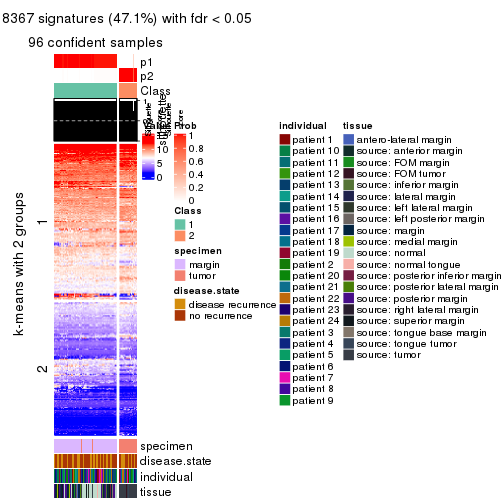 8367 signatures (47.1%) with fdr < 0.05
96 confident samples
p1
p2
Class
k-means with 2 groups
1
2
Prob
15
10
5
0
1
0.8
0.6
0.4
0.2
0
Class
1
2
specimen
margin
tumor
disease.state
disease recurrence
no recurrence
individual
patient 1
patient 10
patient 11
patient 12
patient 13
patient 14
patient 15
patient 16
patient 17
patient 18
patient 19
patient 2
patient 20
patient 21
patient 22
patient 23
patient 24
patient 3
patient 4
patient 5
patient 6
patient 7
patient 8
patient 9
tissue
antero-lateral margin
source: anterior margin
source: FOM margin
source: FOM tumor
source: inferior margin
source: lateral margin
source: left lateral margin
source: left posterior margin
source: margin
source: medial margin
source: normal
source: normal tongue
source: posterior inferior margin
source: posterior lateral margin
source: posterior margin
source: right lateral margin
source: superior margin
source: tongue base margin
source: tongue tumor
source: tumor
specimen
disease.state
individual
tissue